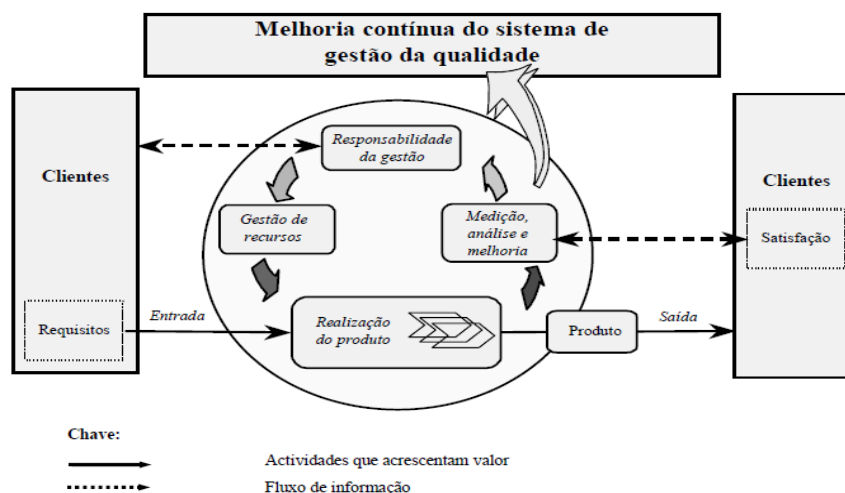 Melhoria contínua do sistema de
gestão da qualidade
Clientes
Responsabilidade
da gestão
Clientes
Gestão de
recursos
Medição,
análise e
melhoria
Satisfação
Requisitos
Entrada
Realização
do produto
Produto
Saída
Chave:
Actividades que acrescentam valor
Fluxo de informação